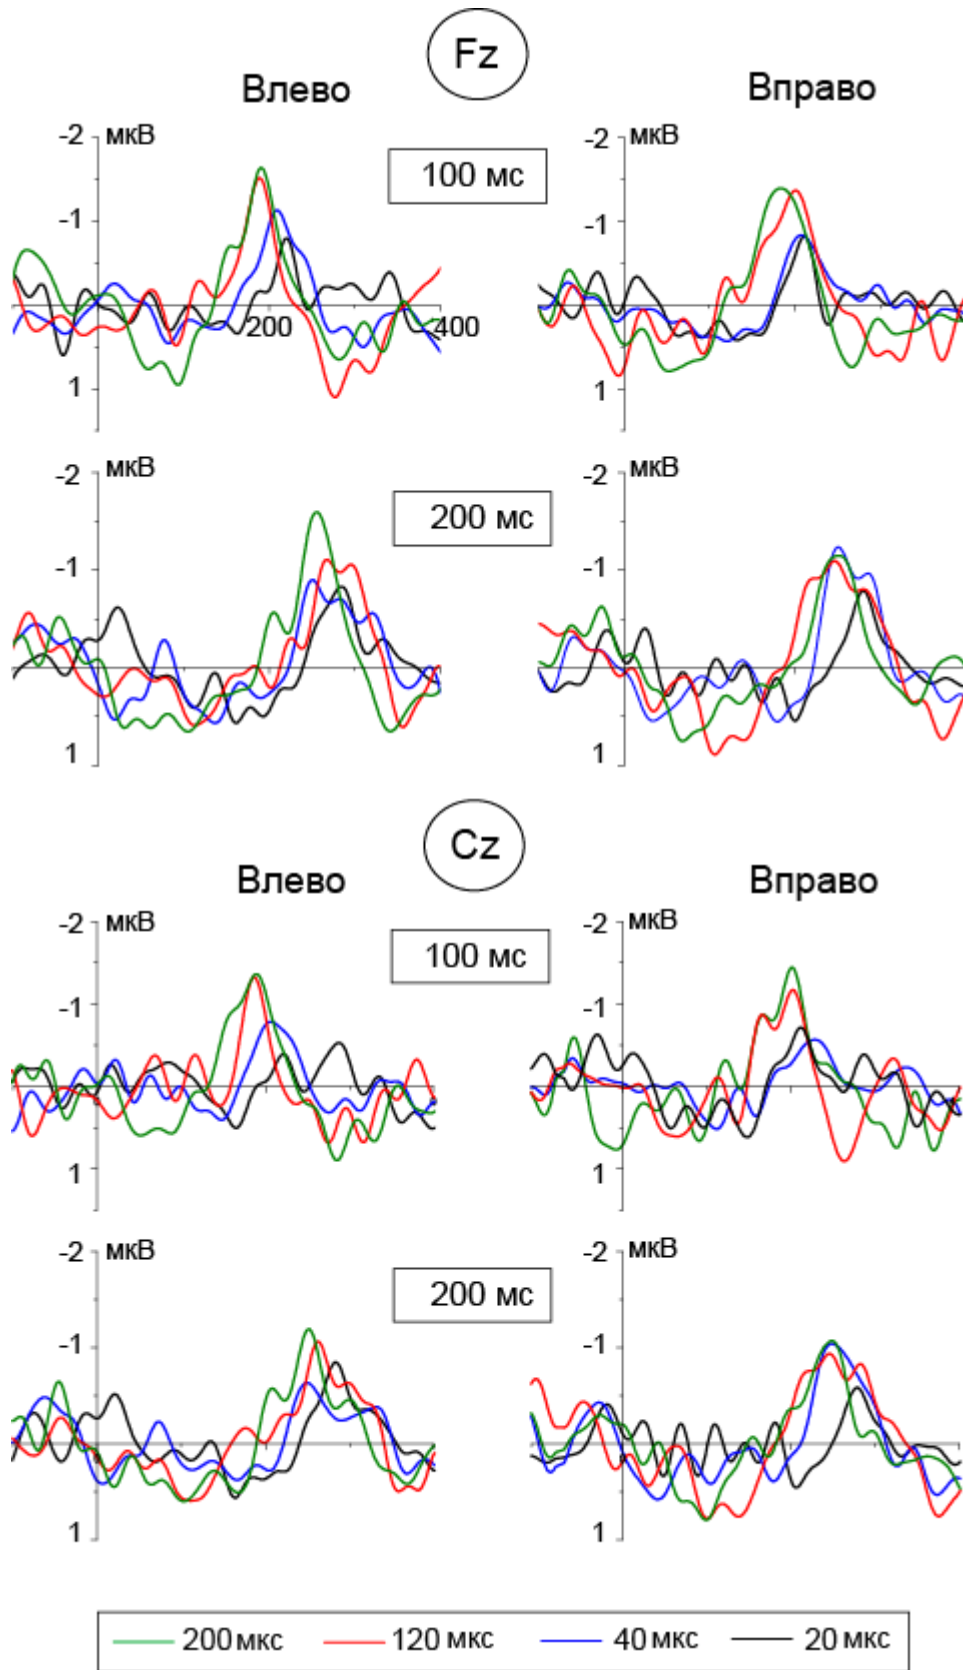 Fz
Влево Вправо
-2 мкВ -2 мкВ
100 мс
-1 -1
200 400
1 1
-2 мкВ -2 мкВ
200 мс
-1 -1
1 1
Cz
Влево Вправо
-2 мкВ -2 мкВ
100 мс
-1 -1
1 1
-2 мкВ -2 мкВ
200 мс
-1 -1
1 1
200 мкс 120 мкс 40 мкс 20 мкс